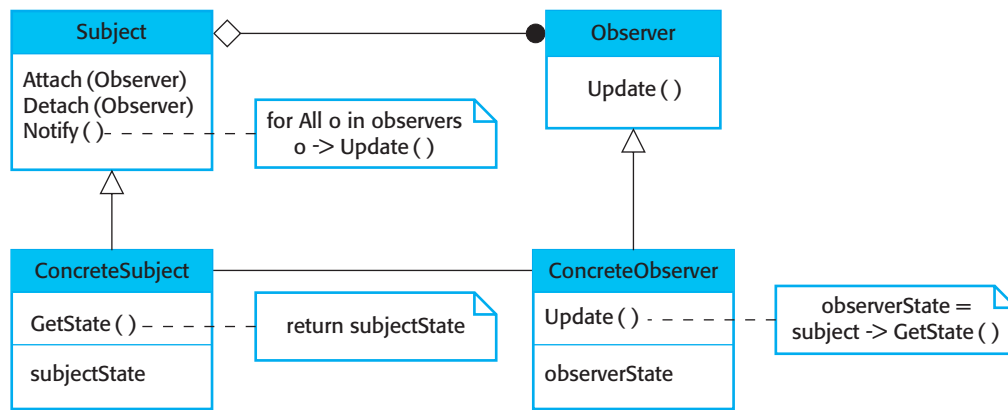 Subject
Attach (Observer)
Detach (Observer)
Notify ( )
for All o in observers
o -> Update ( )
Observer
Update ( )
ConcreteSubject
GetState ( )
subjectState
return subjectState
ConcreteObserver
Update ( )
observerState
observerState =
subject -> GetState ( )